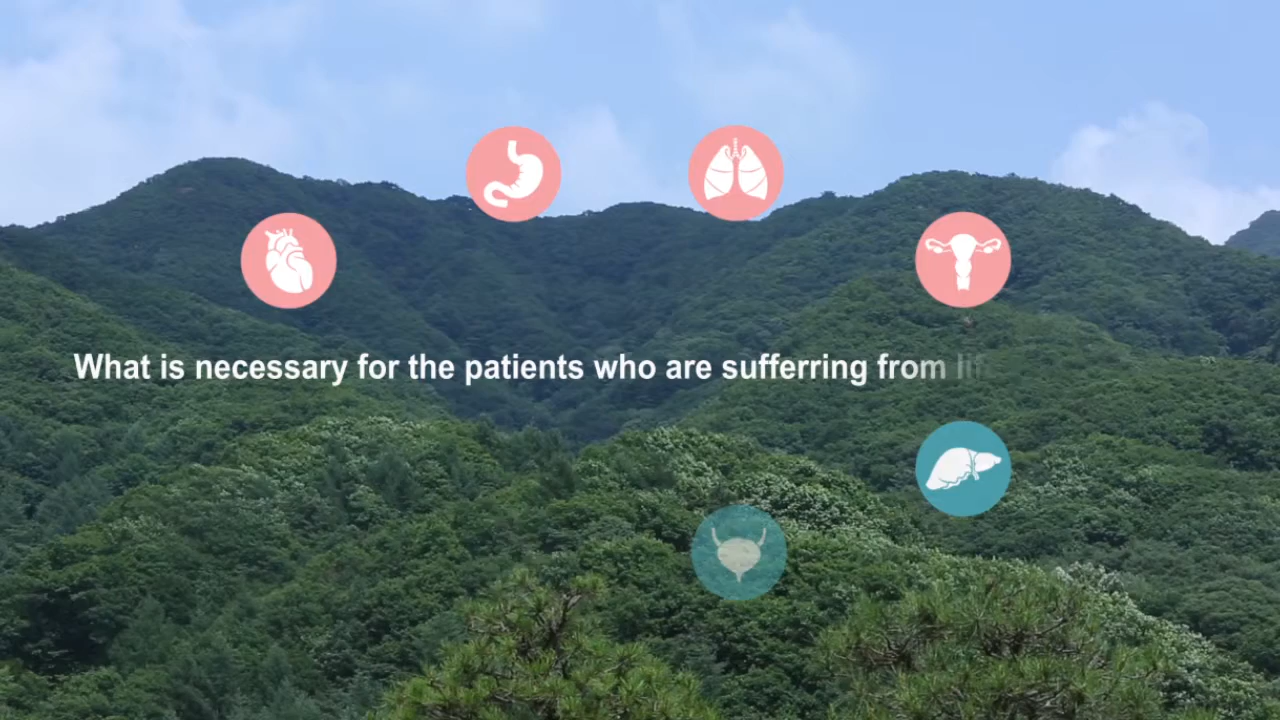 What is necessary for the patients who are sufferring from